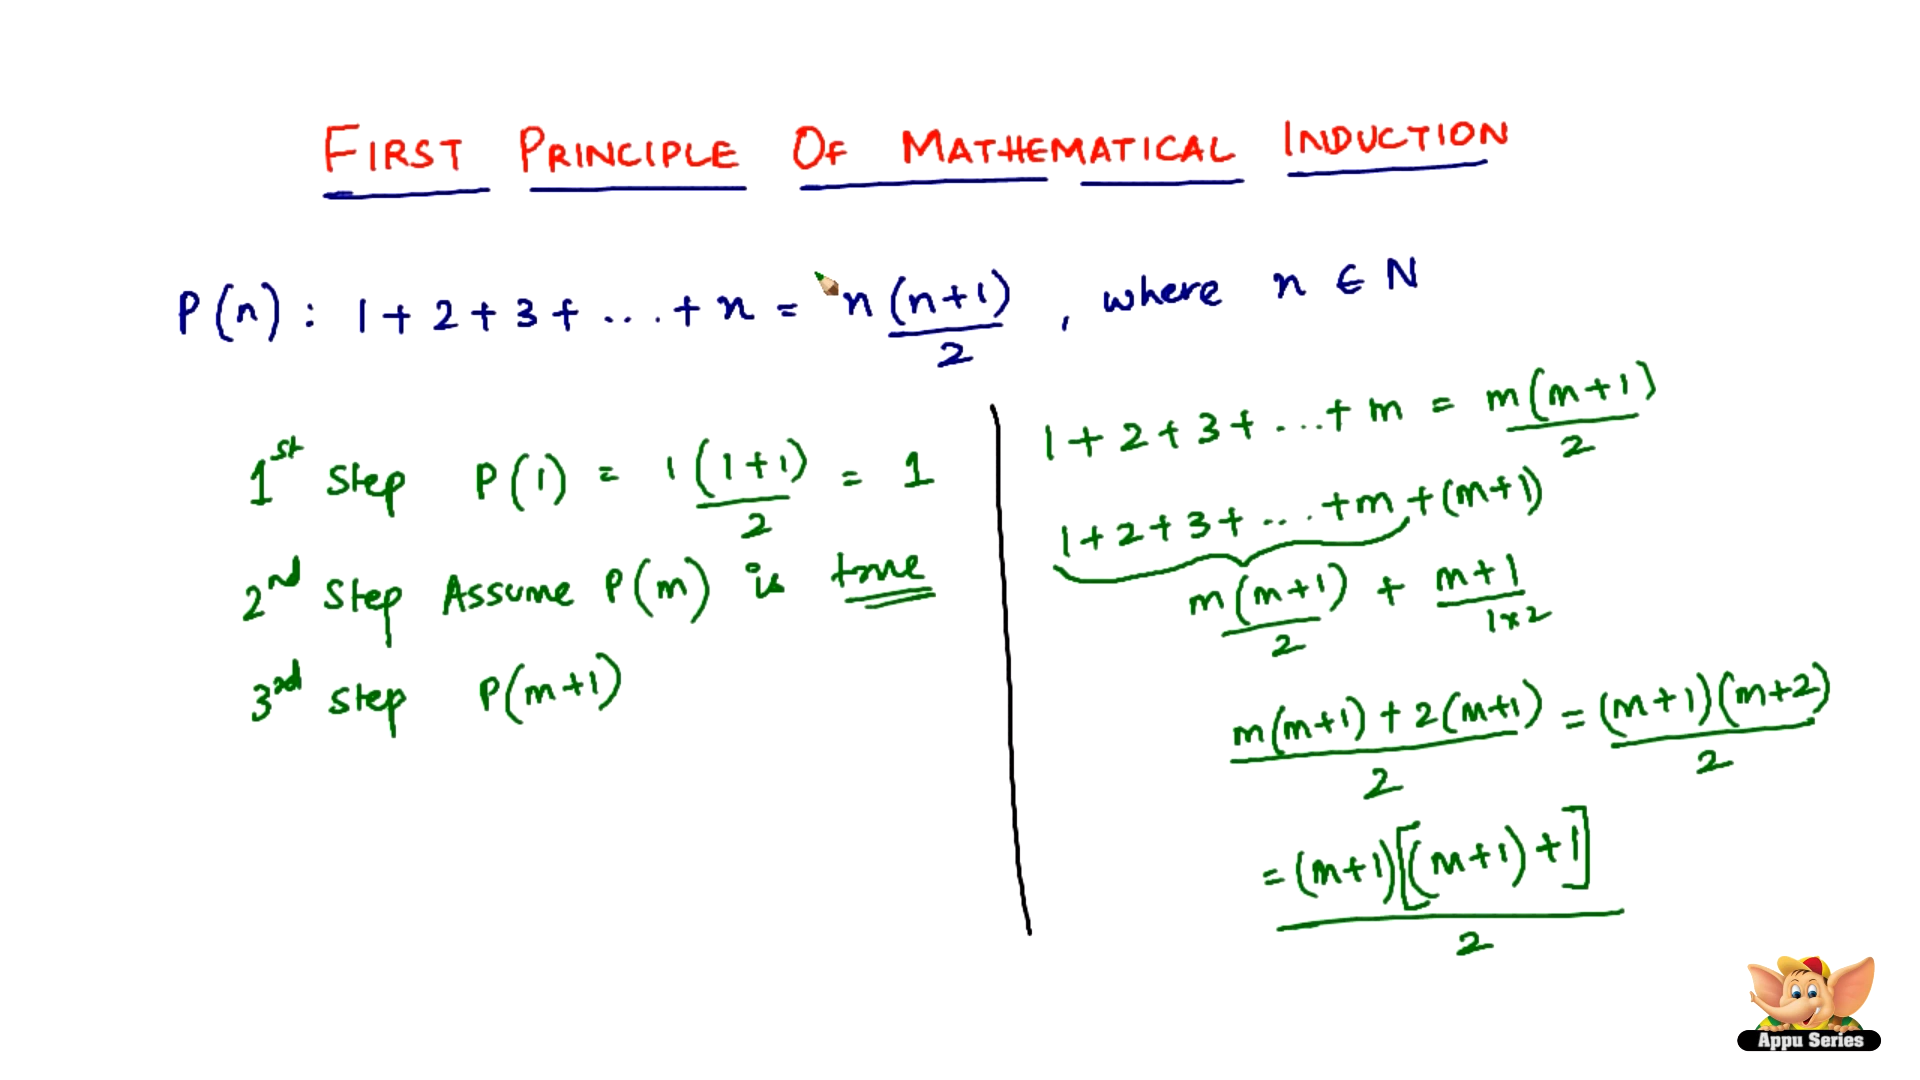 FIRST PRINCIPLE OF MATHEMATICAL INDUCTION
P(n) : 1 + 2 + 3 + ... + n = n(n+1)/2 , where n ∈ N
1st Step P(1) = 1(1+1)/2 = 1
2nd Step Assume P(m) is true
3rd Step P(m+1)
1 + 2 + 3 + ... + m = m(m+1)/2
1 + 2 + 3 + ... + m + (m+1)
m(m+1)/2 + m+1/1×2
m(m+1) + 2(m+1)/2 = (m+1)(m+2)/2
= (m+1)[(m+1)+1]/2
Appu Series